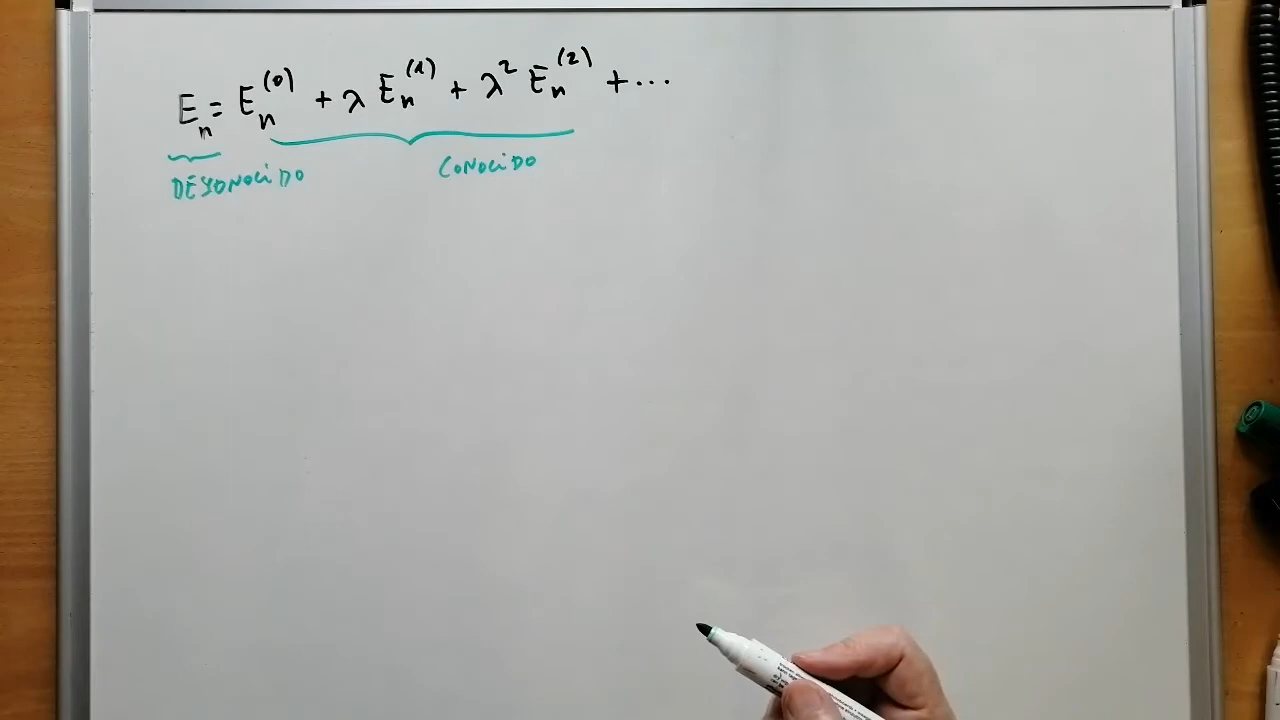 Eₙ = Eₙ⁽⁰⁾ + λ Eₙ⁽¹⁾ + λ² Eₙ⁽²⁾ + ...
DESCONOCIDO CONOCIDO